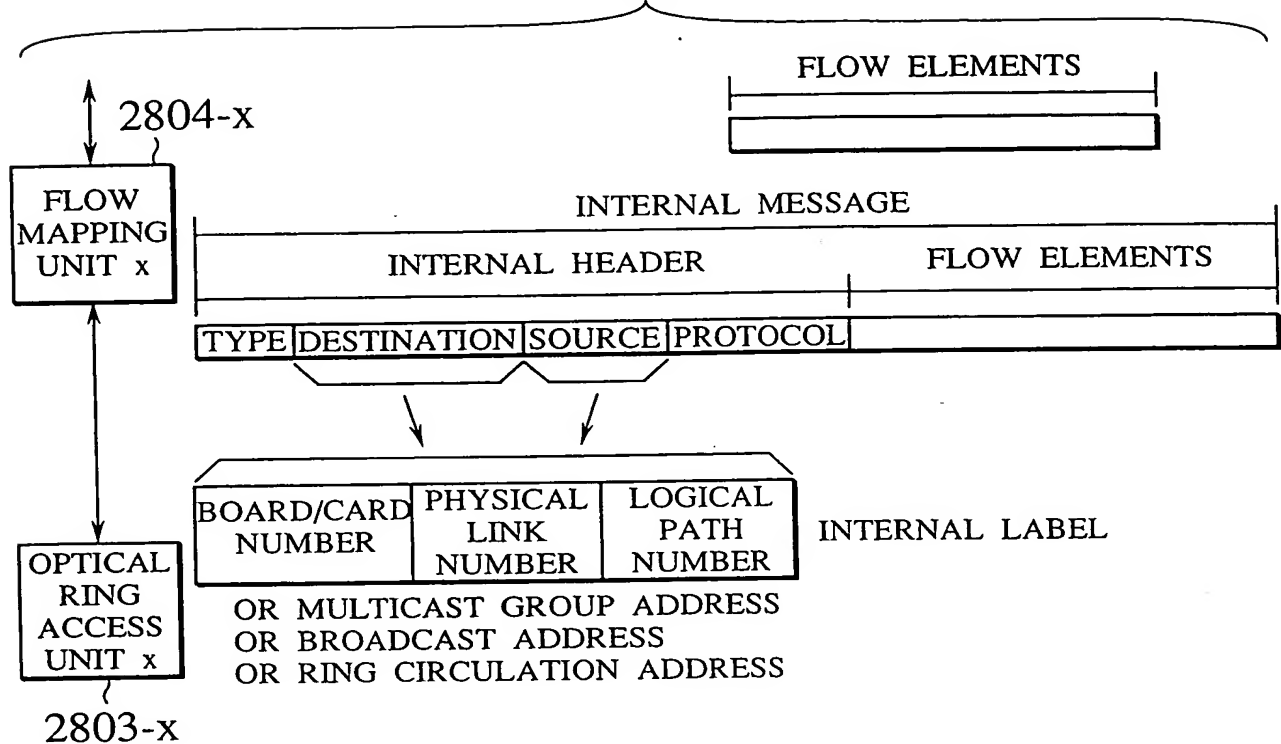 FLOW ELEMENTS
2804-x
FLOW
MAPPING
UNIT x
INTERNAL MESSAGE
INTERNAL HEADER
FLOW ELEMENTS
TYPE DESTINATION SOURCE PROTOCOL
BOARD/CARD
NUMBER
PHYSICAL
LINK
NUMBER
LOGICAL
PATH
NUMBER
INTERNAL LABEL
OR MULTICAST GROUP ADDRESS
OR BROADCAST ADDRESS
OR RING CIRCULATION ADDRESS
OPTICAL
RING
ACCESS
UNIT x
2803-x